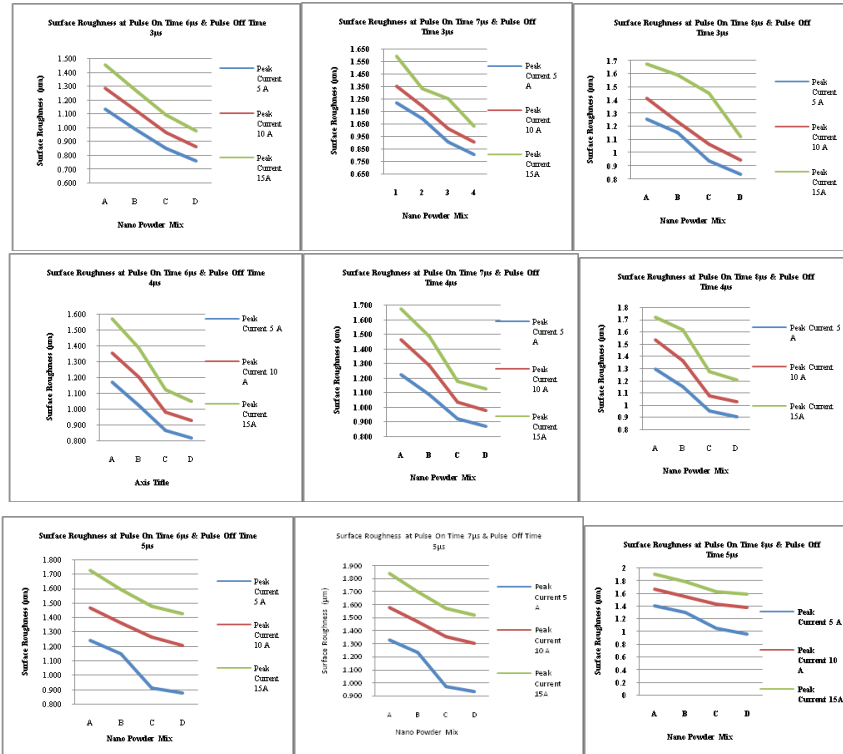 Surface Roughness at Pulse On Time 6µs & Pulse Off Time
3µs
Surface Roughness (µm)
1.500
1.400
1.300
1.200
1.100
1.000
0.900
0.800
0.700
0.600
A B C D
Nano Powder Mix
Peak
Current
5 A
Peak
Current
10 A
Peak
Current
15A
Surface Roughness at Pulse On Time 7µs & Pulse Off
Time 3µs
Surface Roughness (µm)
1.650
1.550
1.450
1.350
1.250
1.150
1.050
0.950
0.850
0.750
0.650
1 2 3 4
Nano Powder Mix
Peak
Current 5
A
Peak
Current
10 A
Peak
Current
15A
Surface Roughness at Pulse On Time 8µs & Pulse Off
Time 3µs
Surface Roughness (µm)
1.7
1.6
1.5
1.4
1.3
1.2
1.1
1
0.9
0.8
A B C D
Nano Powder Mix
Peak
Current
5 A
Peak
Current
10 A
Peak
Current
15A
Surface Roughness at Pulse On Time 6µs & Pulse Off Time
4µs
Surface Roughness (µm)
1.600
1.500
1.400
1.300
1.200
1.100
1.000
0.900
0.800
A B C D
Axis Title
Peak
Current 5 A
Peak
Current 10
A
Peak
Current
15A
Surface Roughness at Pulse On Time 7µs & Pulse Off
Time 4µs
Surface Roughness (µm)
1.700
1.600
1.500
1.400
1.300
1.200
1.100
1.000
0.900
0.800
A B C D
Nano Powder Mix
Peak
Current 5
A
Peak
Current
10 A
Peak
Current
15A
Surface Roughness at Pulse On Time 8µs & Pulse Off
Time 4µs
Surface Roughness (µm)
1.8
1.7
1.6
1.5
1.4
1.3
1.2
1.1
1
0.9
0.8
A B C D
Nano Powder Mix
Peak Current 5
A
Peak Current
10 A
Peak Current
15A
Surface Roughness at Pulse On Time 6µs & Pulse Off Time
5µs
Surface Roughness (µm)
1.800
1.700
1.600
1.500
1.400
1.300
1.200
1.100
1.000
0.900
0.800
A B C D
Nano Powder Mix
Peak
Current
5 A
Peak
Current
10 A
Peak
Current
15A
Surface Roughness at Pulse On Time 7µs & Pulse Off Time
5µs
Surface Roughness (µm)
1.900
1.800
1.700
1.600
1.500
1.400
1.300
1.200
1.100
1.000
0.900
A B C D
Nano Powder Mix
Peak
Current 5
A
Peak
Current
10 A
Peak
Current
15A
Surface Roughness at Pulse On Time 8µs & Pulse Off
Time 5µs
Surface Roughness (µm)
2
1.8
1.6
1.4
1.2
1
0.8
0.6
0.4
0.2
0
A B C D
Nano Powder Mix
Peak
Current 5 A
Peak
Current 10
A
Peak
Current 15A